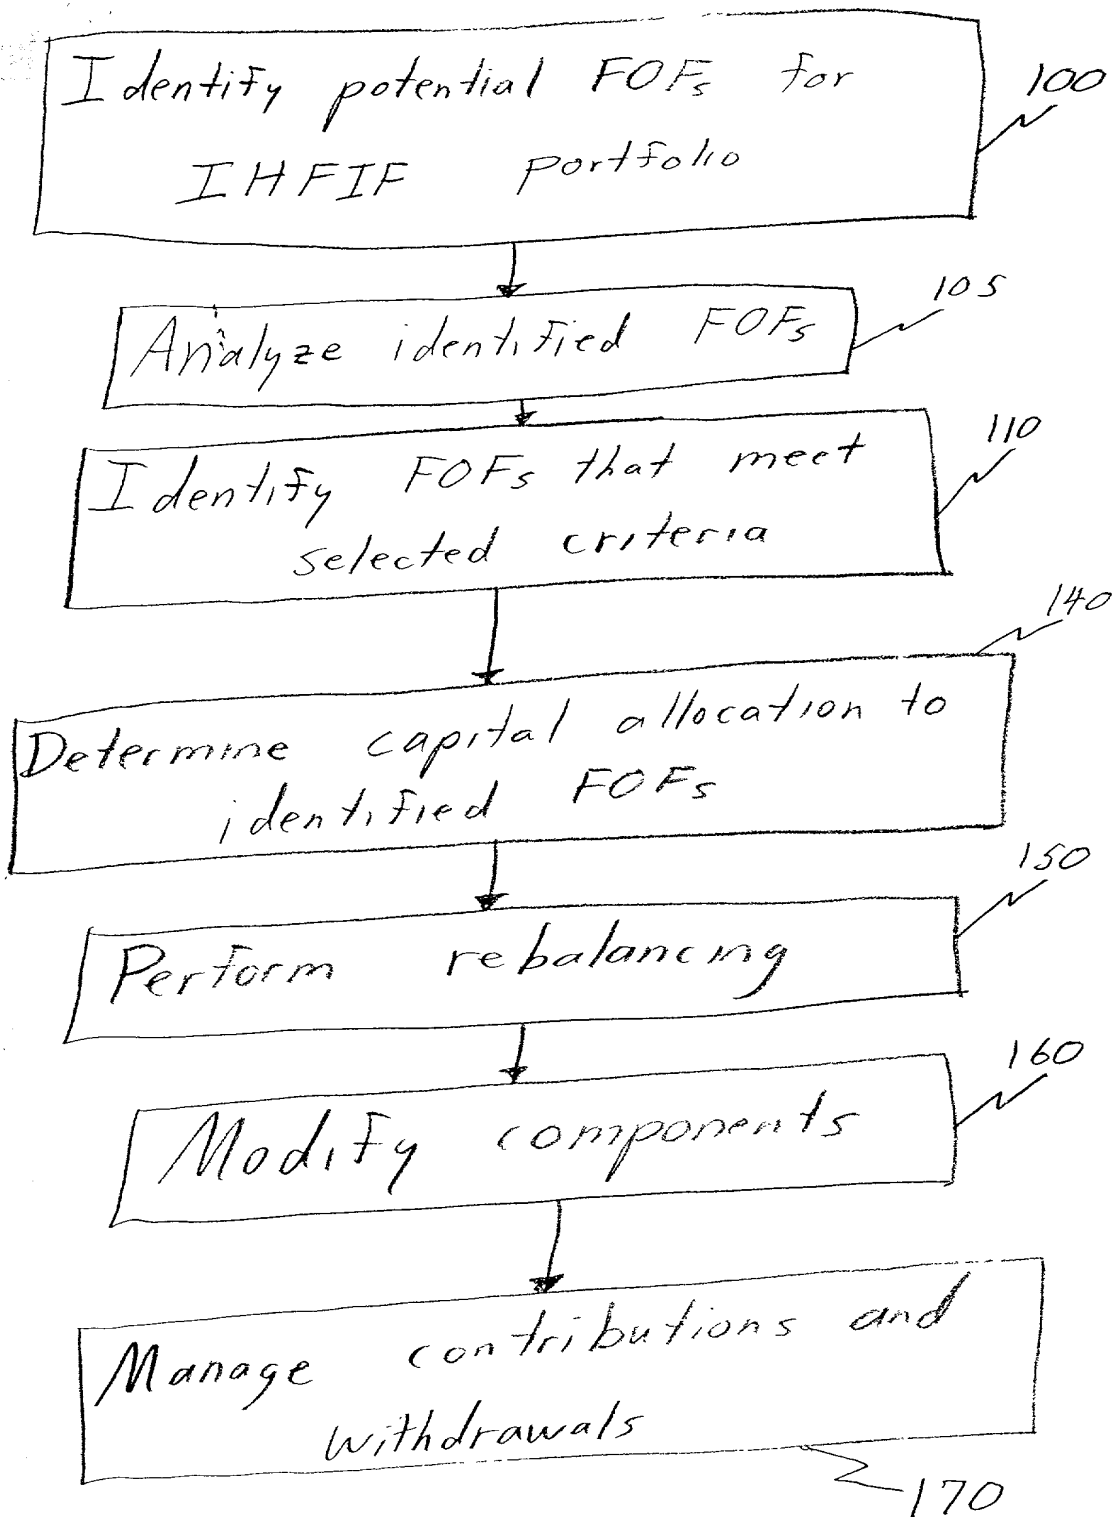 Identify potential FOFs for
IHFIF portfolio
100
Analyze identified FOFs
105
Identify FOFs that meet
selected criteria
110
Determine capital allocation to
identified FOFs
140
Perform rebalancing
150
Modify components
160
Manage contributions and
withdrawals
170